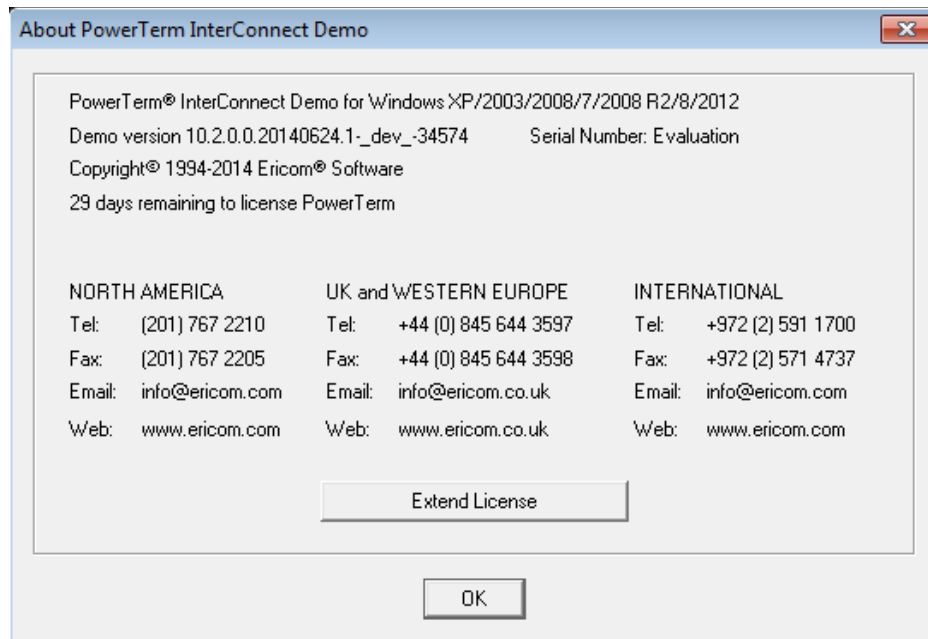 About PowerTerm InterConnect Demo
PowerTerm® InterConnect Demo for Windows XP/2003/2008/7/2008 R2/8/2012
Demo version 10.2.0.0.20140624.1-_dev_-34574 Serial Number: Evaluation
Copyright© 1994-2014 Ericom® Software
29 days remaining to license PowerTerm
NORTH AMERICA UK and WESTERN EUROPE INTERNATIONAL
Tel: (201) 767 2210 Tel: +44 (0) 845 644 3597 Tel: +972 (2) 591 1700
Fax: (201) 767 2205 Fax: +44 (0) 845 644 3598 Fax: +972 (2) 571 4737
Email: info@ericom.com Email: info@ericom.co.uk Email: info@ericom.com
Web: www.ericom.com Web: www.ericom.co.uk Web: www.ericom.com
Extend License
OK